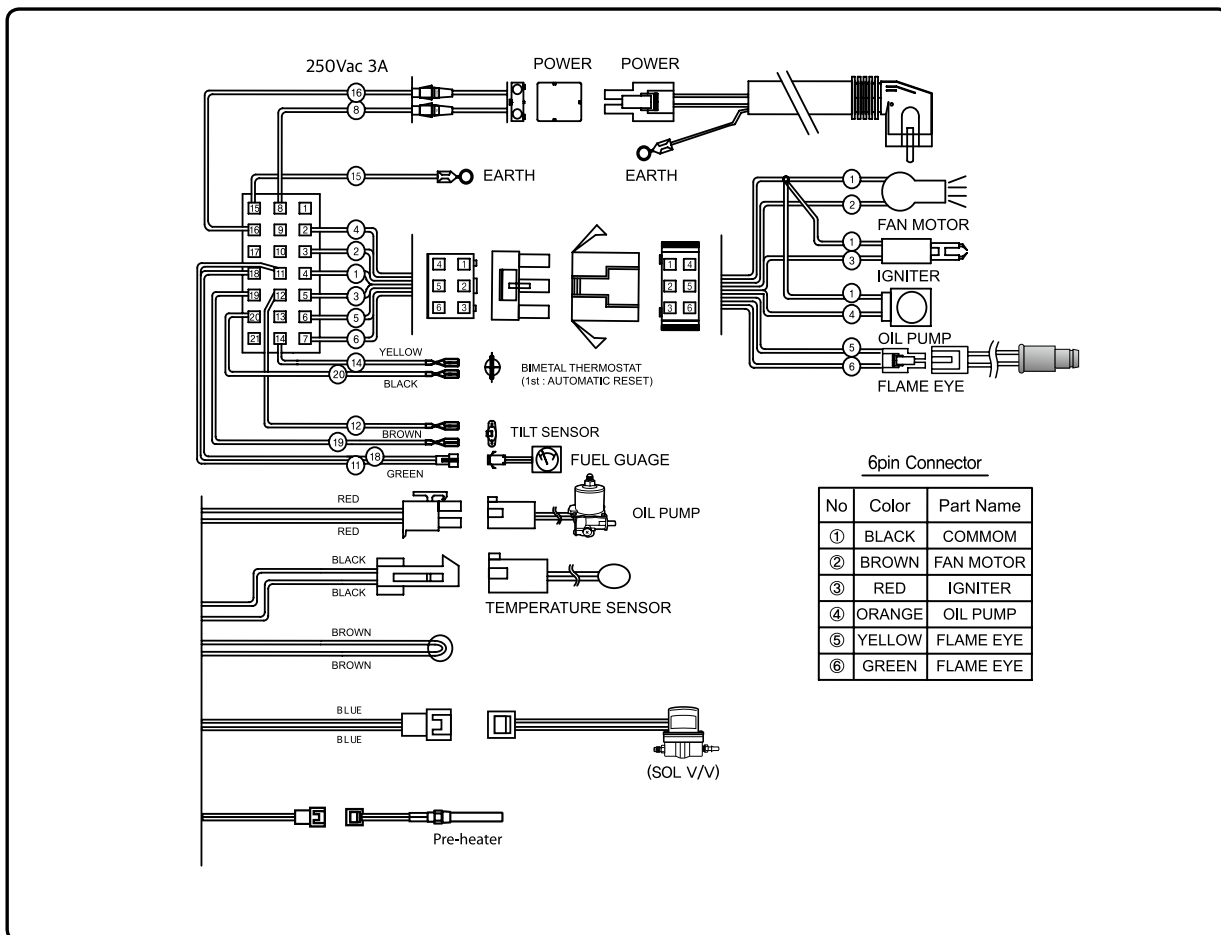 250Vac 3A
POWER
POWER
16
8
15
EARTH
EARTH
1
2
FAN MOTOR
1
3
IGNITER
1
4
OIL PUMP
5
6
FLAME EYE
15 8 1
16 9 2
17 10 3
18 11 4
19 12 5
20 13 6
21 14 7
4
2
1
3
5
6
4 1
5 2
6 3
1 4
2 5
3 6
14
YELLOW
20
BLACK
BIMETAL THERMOSTAT
(1st : AUTOMATIC RESET)
12
BROWN
19
TILT SENSOR
18
11
GREEN
FUEL GUAGE
RED
RED
OIL PUMP
BLACK
BLACK
TEMPERATURE SENSOR
BROWN
BROWN
BLUE
BLUE
(SOL V/V)
Pre-heater
6pin Connector
No Color Part Name
① BLACK COMMOM
② BROWN FAN MOTOR
③ RED IGNITER
④ ORANGE OIL PUMP
⑤ YELLOW FLAME EYE
⑥ GREEN FLAME EYE